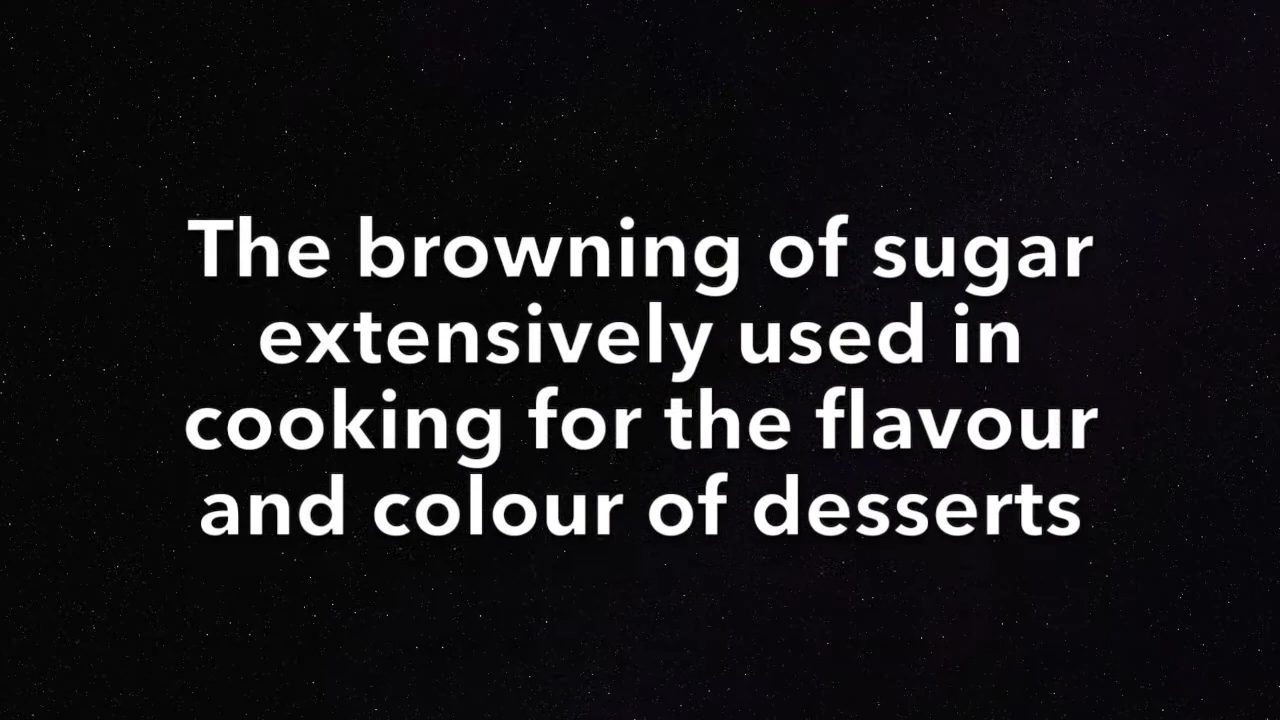 The browning of sugar
extensively used in
cooking for the flavour
and colour of desserts